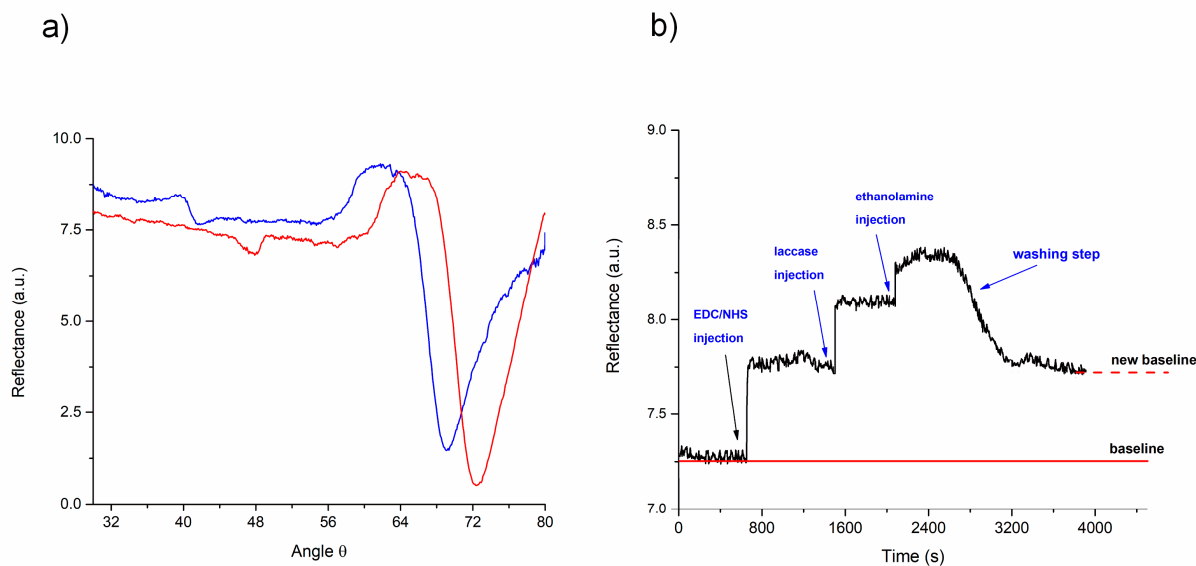 a)
10.0
7.5
5.0
2.5
0.0
Reflectance (a.u.)
32 40 48 56 64 72 80
Angle θ
b)
9.0
8.5
8.0
7.5
7.0
Reflectance (a.u.)
ethanolamine
injection
laccase
injection
washing step
EDC/NHS
injection
new baseline
baseline
0 800 1600 2400 3200 4000
Time (s)